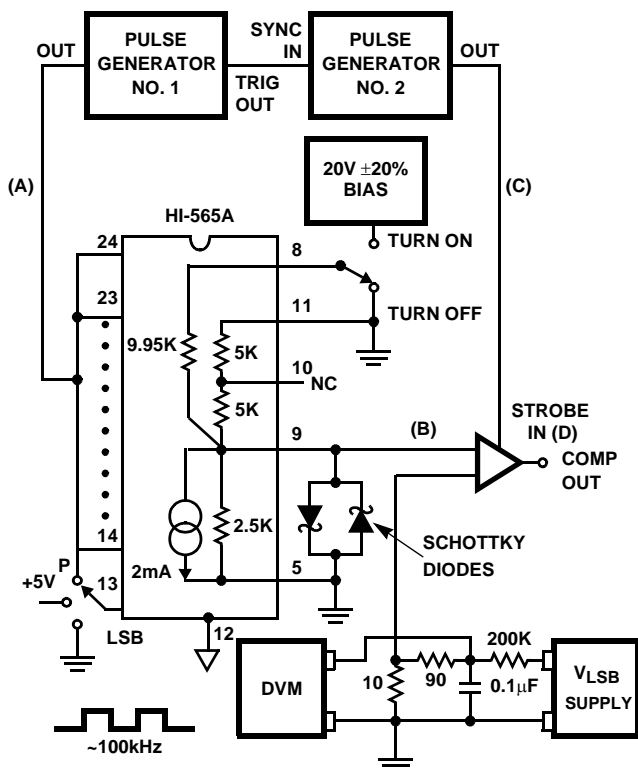 OUT
PULSE
GENERATOR
NO. 1
SYNC
IN
TRIG
OUT
PULSE
GENERATOR
NO. 2
OUT
(A)
20V ±20%
BIAS
(C)
HI-565A
24
8
TURN ON
23
11
TURN OFF
9.95K
5K
10
NC
5K
9
(B)
STROBE
IN (D)
COMP
OUT
2.5K
14
2mA
5
SCHOTTKY
DIODES
P
13
+5V
LSB
12
DVM
10
90
200K
0.1μF
VLSB
SUPPLY
~100kHz